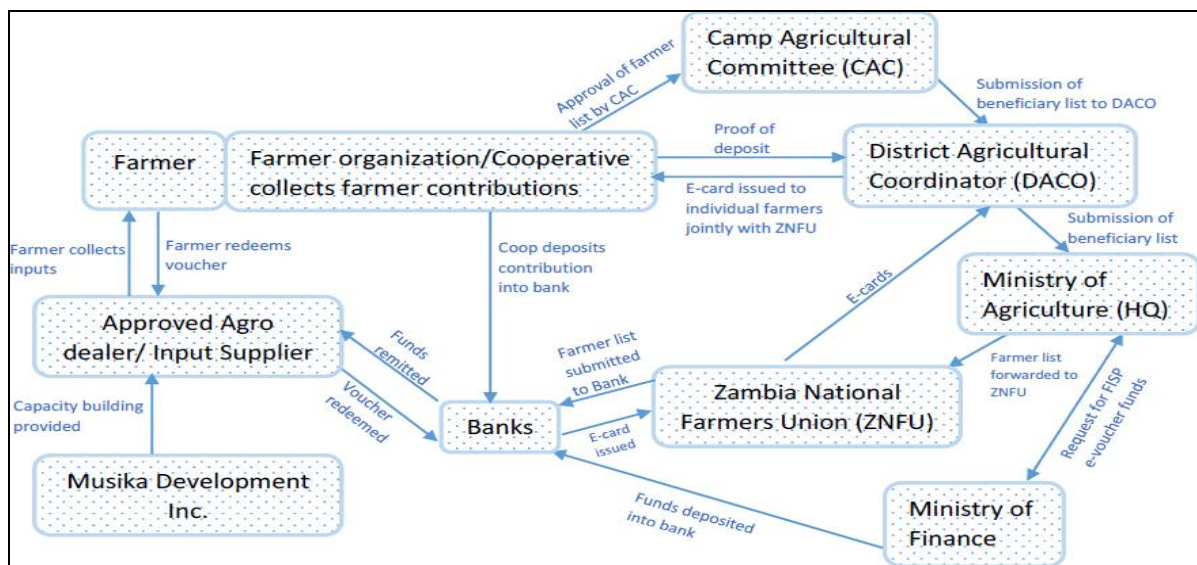 Camp Agricultural
Committee (CAC)
Approval of farmer
list by CAC
Submission of
beneficiary list to DACO
Farmer
Farmer organization/Cooperative
collects farmer contributions
Proof of
deposit
District Agricultural
Coordinator (DACO)
E-card issued to
individual farmers
jointly with ZNFU
Farmer collects
inputs
Farmer redeems
voucher
Coop deposits
contribution
into bank
Submission of
beneficiary list
E-cards
Ministry of
Agriculture (HQ)
Approved Agro
dealer/ Input Supplier
Funds
remitted
Voucher
redeemed
Farmer list
submitted
to Bank
Farmer list
forwarded to
ZNFU
Capacity building
provided
Banks
E-card
issued
Zambia National
Farmers Union (ZNFU)
Request for FISP
e-voucher funds
Musika Development
Inc.
Funds deposited
into bank
Ministry of
Finance